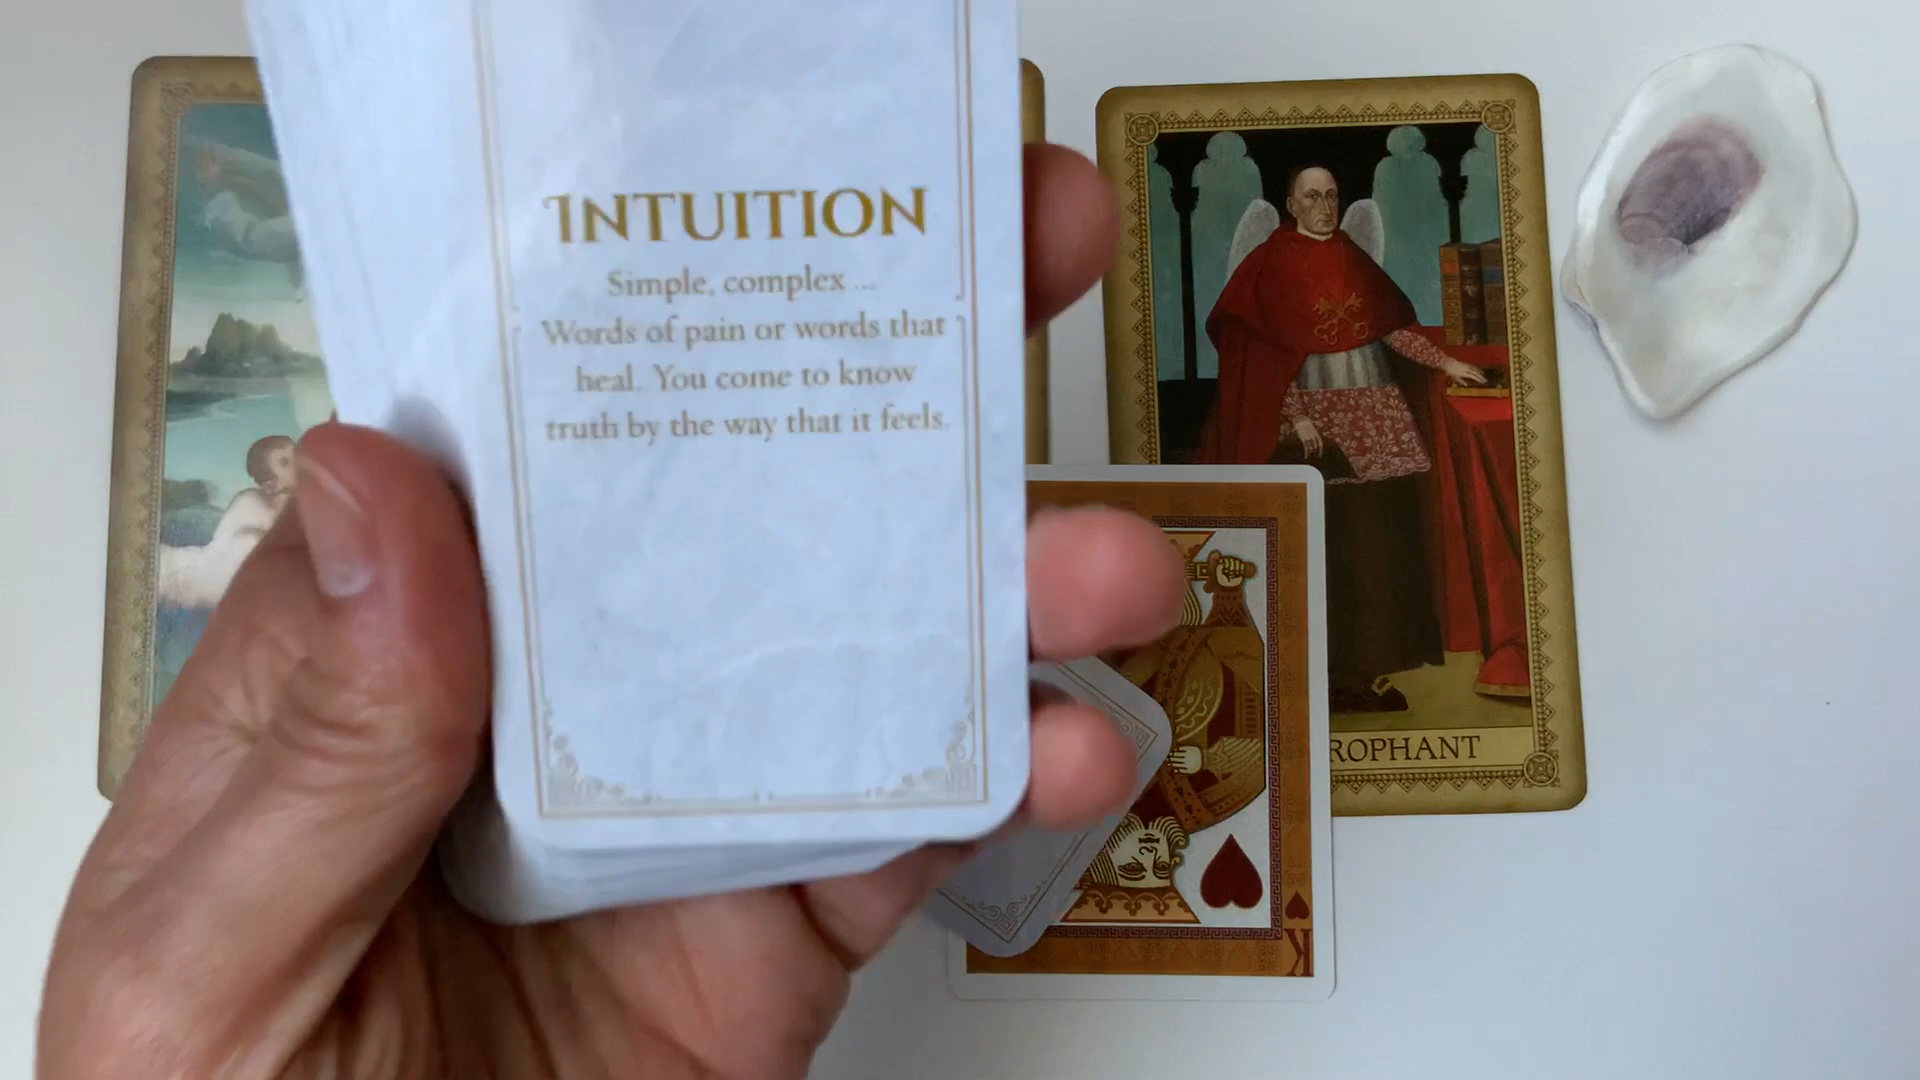 INTUITION
Simple, complex ...
Words of pain or words that
heal. You come to know
truth by the way that it feels.
ROPHANT
K